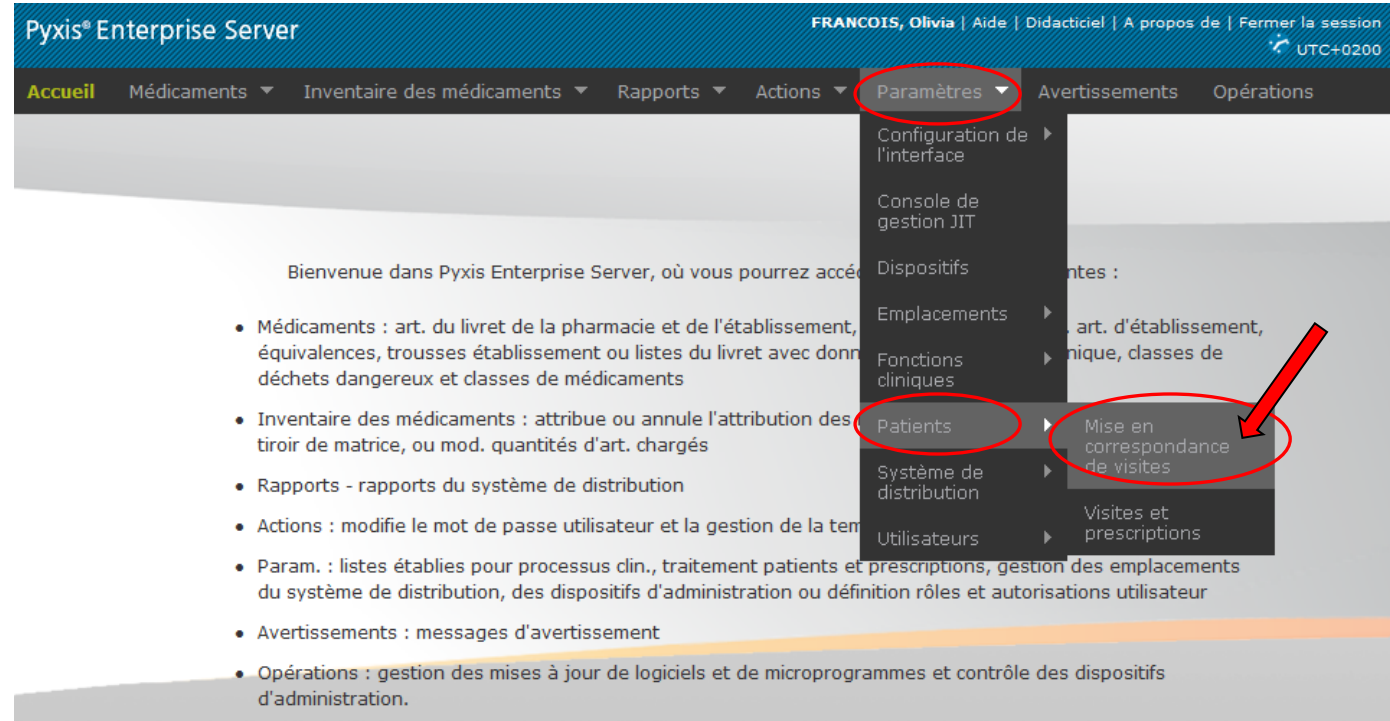 Pyxis® Enterprise Server
FRANCOIS, Olivia | Aide | Didacticiel | A propos de | Fermer la session
UTC+0200
Accueil Médicaments Inventaire des médicaments Rapports Actions Paramètres Avertissements Opérations
Configuration de
l'interface
Console de
gestion JIT
Dispositifs
Emplacements
Fonctions
cliniques
Patients
Système de
distribution
Utilisateurs
Mise en
correspondance
de visites
Visites et
prescriptions
Bienvenue dans Pyxis Enterprise Server, où vous pourrez accéd ntes :
• Médicaments : art. du livret de la pharmacie et de l'établissement, . art. d'établissement,
équivalences, trousses établissement ou listes du livret avec donn nique, classes de
déchets dangereux et classes de médicaments
• Inventaire des médicaments : attribue ou annule l'attribution des
tiroir de matrice, ou mod. quantités d'art. chargés
• Rapports - rapports du système de distribution
• Actions : modifie le mot de passe utilisateur et la gestion de la tem
• Param. : listes établies pour processus clin., traitement patients et prescriptions, gestion des emplacements
du système de distribution, des dispositifs d'administration ou définition rôles et autorisations utilisateur
• Avertissements : messages d'avertissement
• Opérations : gestion des mises à jour de logiciels et de microprogrammes et contrôle des dispositifs
d'administration.